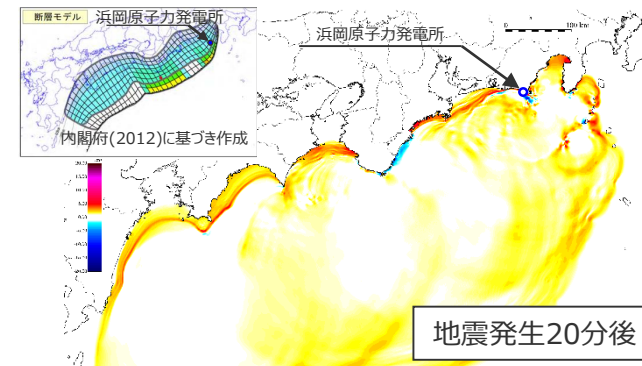 断層モデル
浜岡原子力発電所
内閣府(2012)に基づき作成
浜岡原子力発電所
0 100 km
地震発生20分後